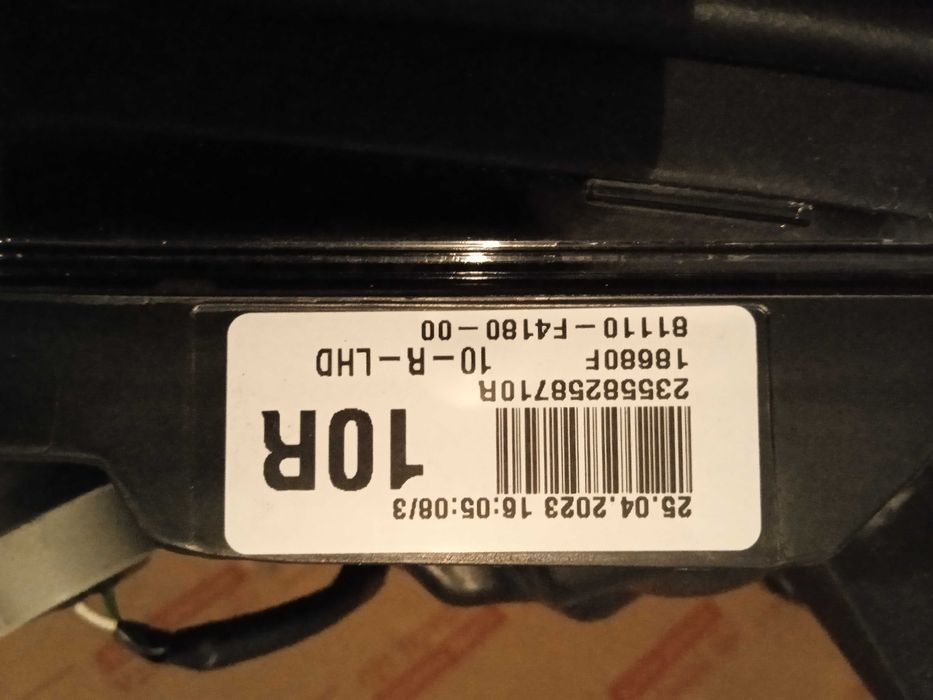 25.04.2023 16:05:08/3
10R
23558258710R
18680F 10-R-LHD
81110-F4180-00